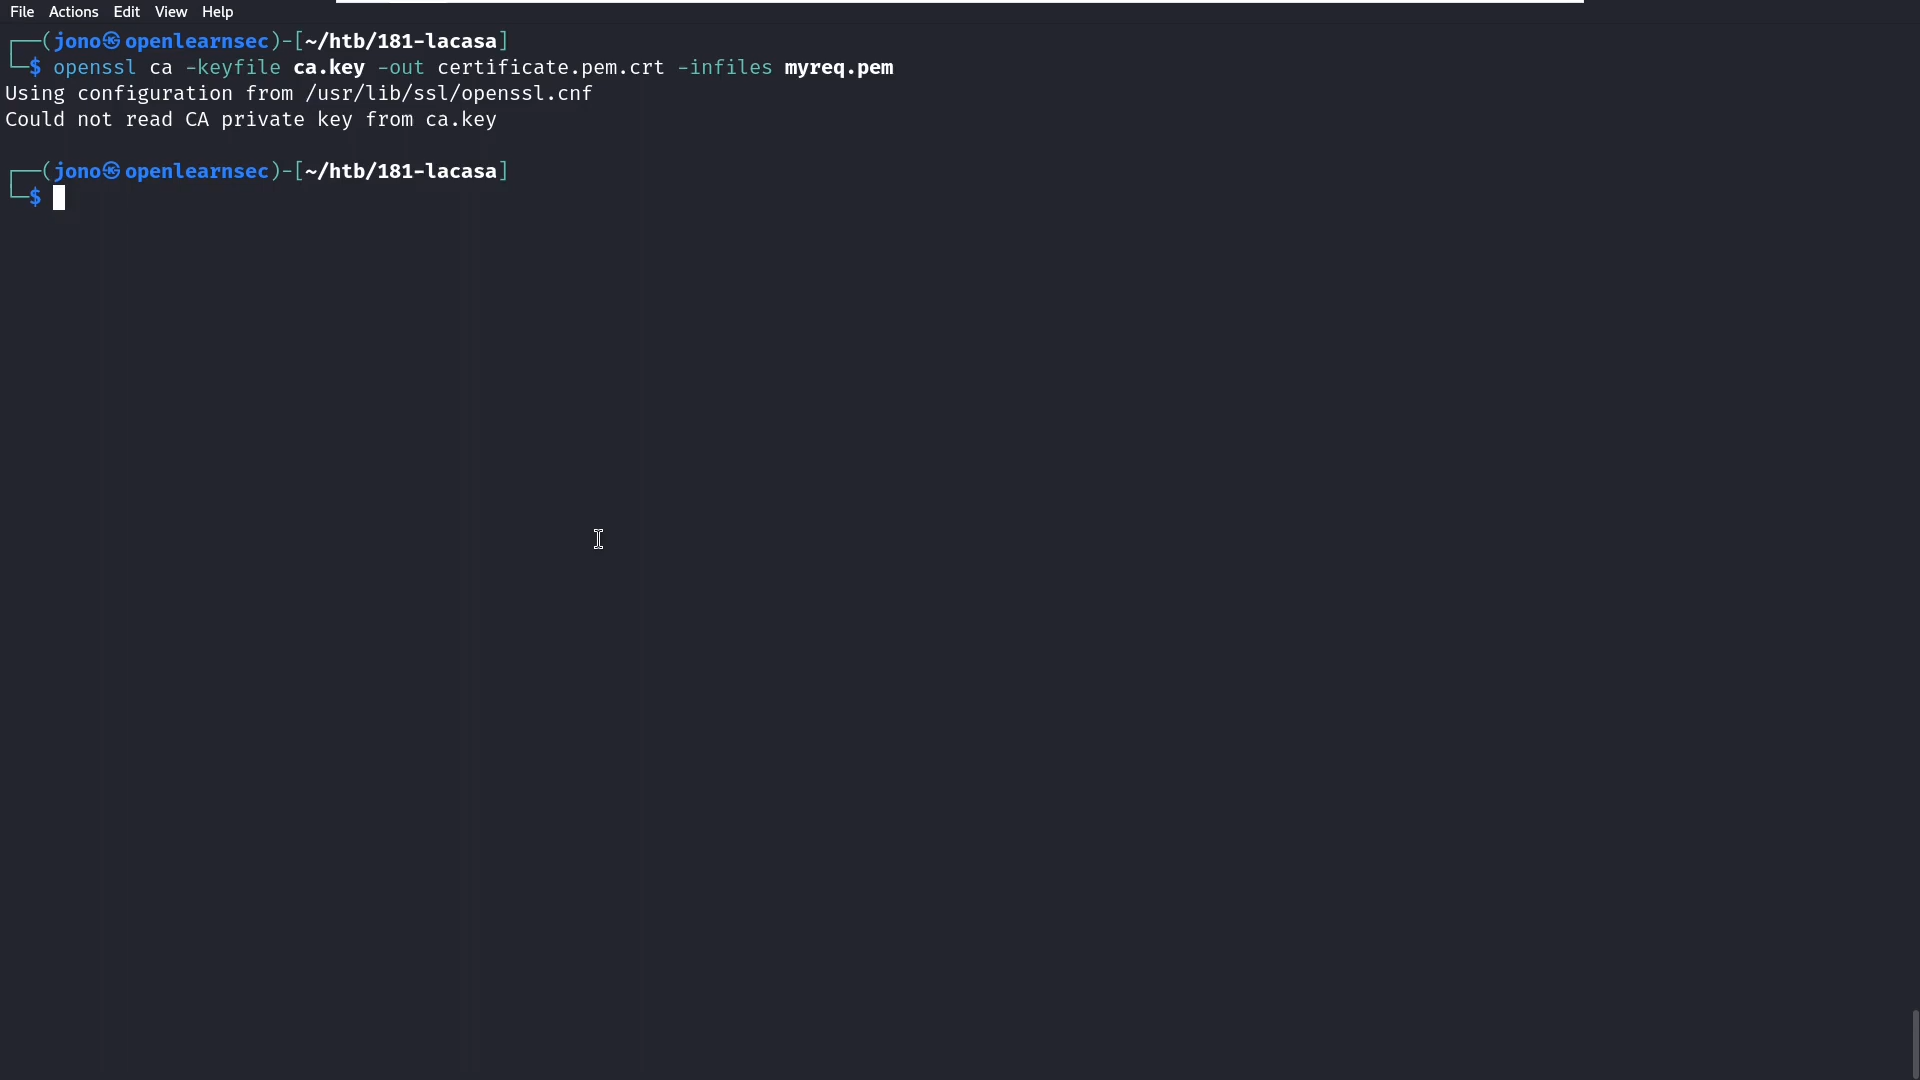 File Actions Edit View Help
┌──(jono㉿openlearnsec)-[~/htb/181-lacasa]
└─$ openssl ca -keyfile ca.key -out certificate.pem.crt -infiles myreq.pem
Using configuration from /usr/lib/ssl/openssl.cnf
Could not read CA private key from ca.key
┌──(jono㉿openlearnsec)-[~/htb/181-lacasa]
└─$